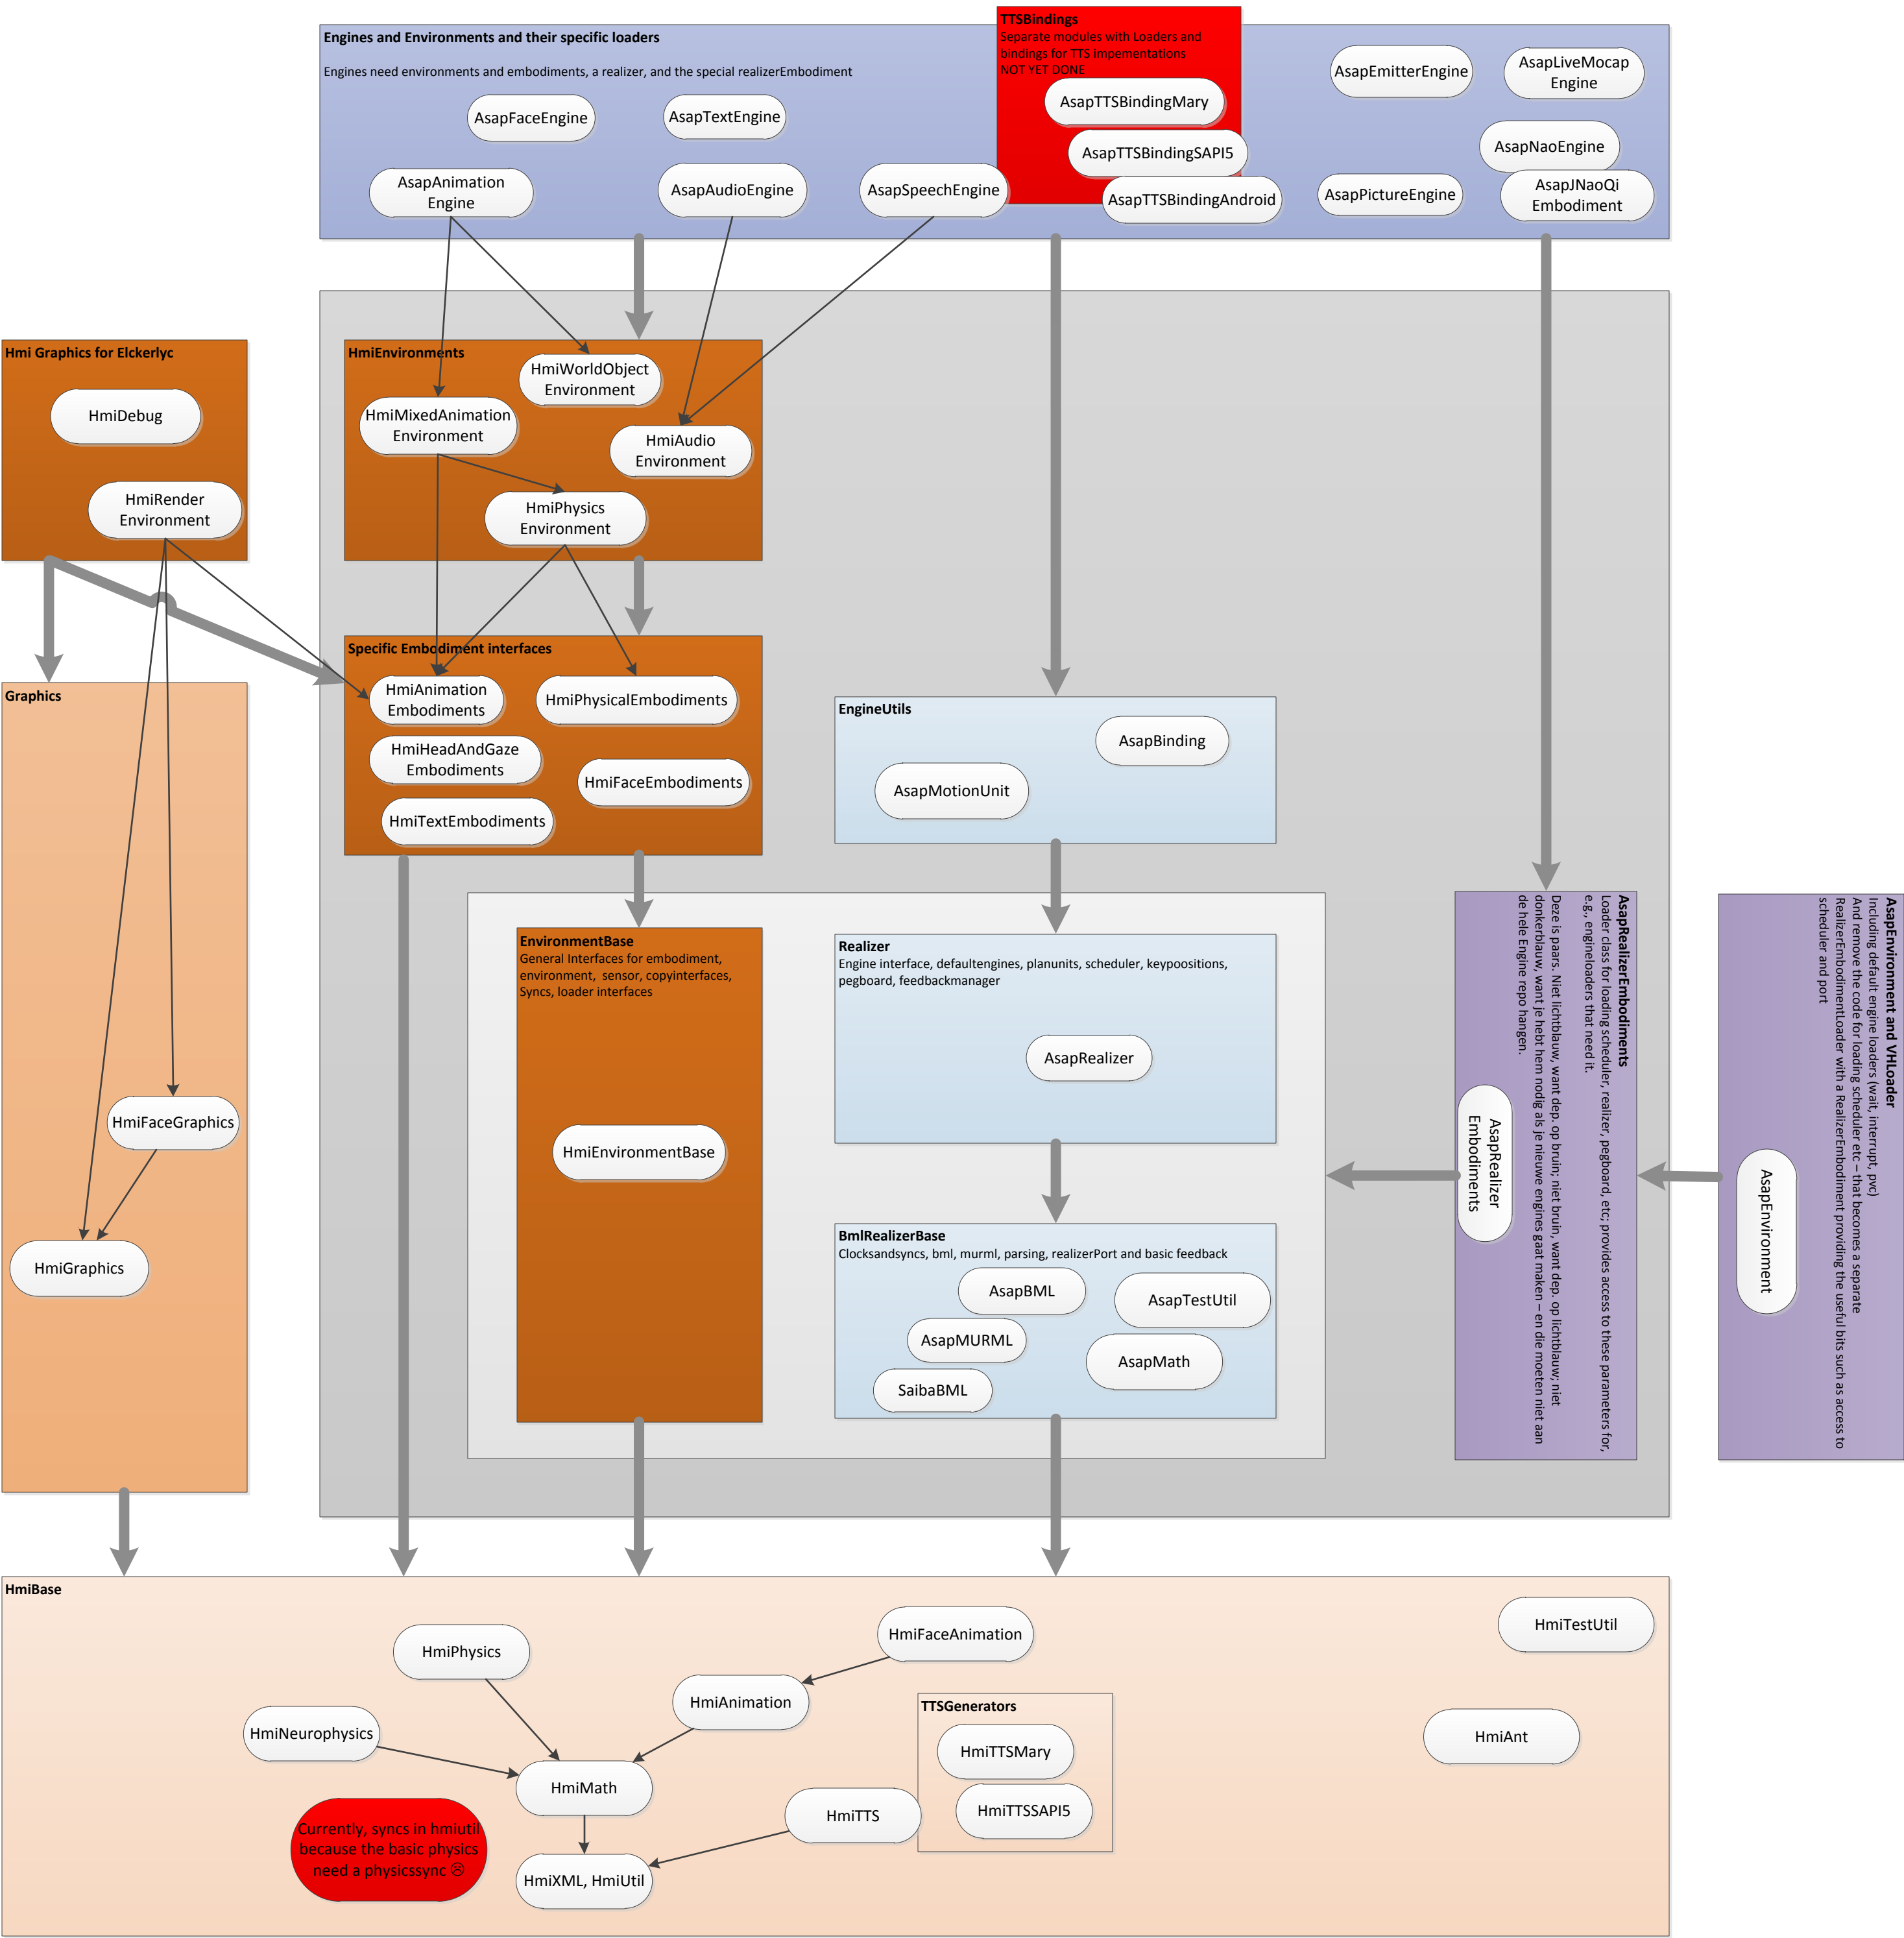 Engines and Environments and their specific loaders
Engines need environments and embodiments, a realizer, and the special realizerEmbodiment
AsapFaceEngine
AsapTextEngine
AsapAnimation
Engine
AsapAudioEngine
AsapSpeechEngine
TTSBindings
Separate modules with Loaders and
bindings for TTS impementations
NOT YET DONE
AsapTTSBindingMary
AsapTTSBindingSAPI5
AsapTTSBindingAndroid
AsapEmitterEngine
AsapLiveMocap
Engine
AsapNaoEngine
AsapPictureEngine
AsapJNaoQi
Embodiment
Hmi Graphics for Elckerlyc
HmiDebug
HmiRender
Environment
HmiEnvironments
HmiWorldObject
Environment
HmiMixedAnimation
Environment
HmiAudio
Environment
HmiPhysics
Environment
Specific Embodiment interfaces
HmiAnimation
Embodiments
HmiPhysicalEmbodiments
HmiHeadAndGaze
Embodiments
HmiFaceEmbodiments
HmiTextEmbodiments
Graphics
HmiFaceGraphics
HmiGraphics
EngineUtils
AsapBinding
AsapMotionUnit
EnvironmentBase
General Interfaces for embodiment,
environment,  sensor, copyinterfaces,
Syncs, loader interfaces
HmiEnvironmentBase
Realizer
Engine interface, defaultengines, planunits, scheduler, keypoositions,
pegboard, feedbackmanager
AsapRealizer
BmlRealizerBase
Clocksandsyncs, bml, murml, parsing, realizerPort and basic feedback
AsapBML
AsapTestUtil
AsapMURML
AsapMath
SaibaBML
AsapRealizerEmbodiments
Loader class for loading scheduler, realizer, pegboard, etc; provides access to these parameters for,
e.g., engineloaders that need it.
Deze is paars. Niet lichtblauw, want dep. op bruin; niet bruin, want dep. op lichtblauw; niet
donkerblauw, want je hebt hem nodig als je nieuwe engines gaat maken – en die moeten niet aan
de hele Engine repo hangen.
AsapRealizer
Embodiments
AsapEnvironment and VHLoader
Including default engine loaders (wait, interrupt, pvc)
And remove the code for loading scheduler etc – that becomes a separate
RealizerEmbodimentLoader with a RealizerEmbodiment providing the useful bits such as access to
scheduler and port
AsapEnvironment
HmiBase
HmiPhysics
HmiFaceAnimation
HmiTestUtil
HmiAnimation
HmiNeurophysics
TTSGenerators
HmiTTSMary
HmiTTSSAPI5
HmiAnt
HmiMath
HmiTTS
Currently, syncs in hmiutil
because the basic physics
need a physicssync ☹
HmiXML, HmiUtil